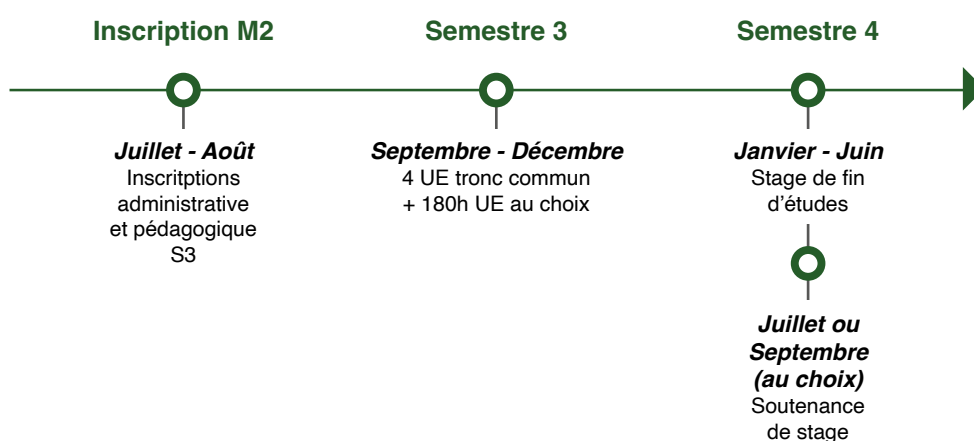 Inscription M2
Semestre 3
Semestre 4
Juillet - Août
Inscritptions
administrative
et pédagogique
S3
Septembre - Décembre
4 UE tronc commun
+ 180h UE au choix
Janvier - Juin
Stage de fin
d’études
Juillet ou
Septembre
(au choix)
Soutenance
de stage